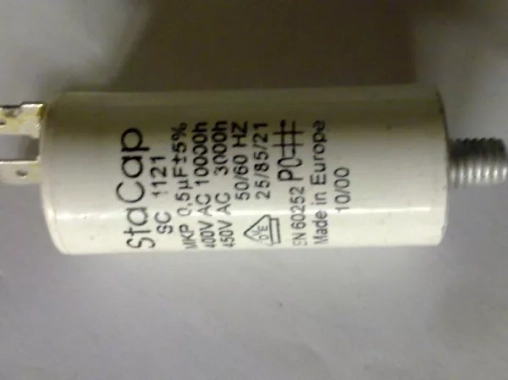 staCap
SC 1121
MKP 0,5µF±5%
400V AC 10000h
450V AC 3000h
50/60 HZ
25/85/21
EN 60252 PO
Made in Europe
10/00